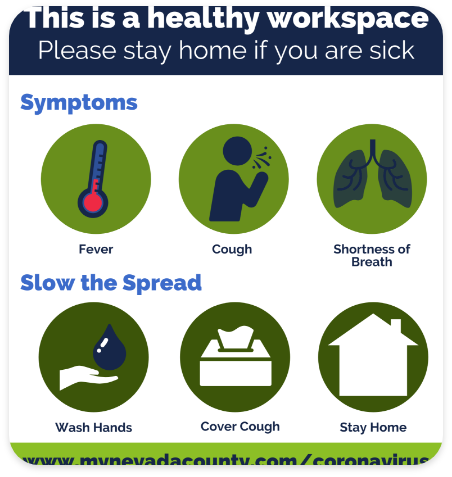 This is a healthy workspace
Please stay home if you are sick
Symptoms
Fever
Cough
Shortness of
Breath
Slow the Spread
Wash Hands
Cover Cough
Stay Home
www.mynevadacounty.com/coronavirus